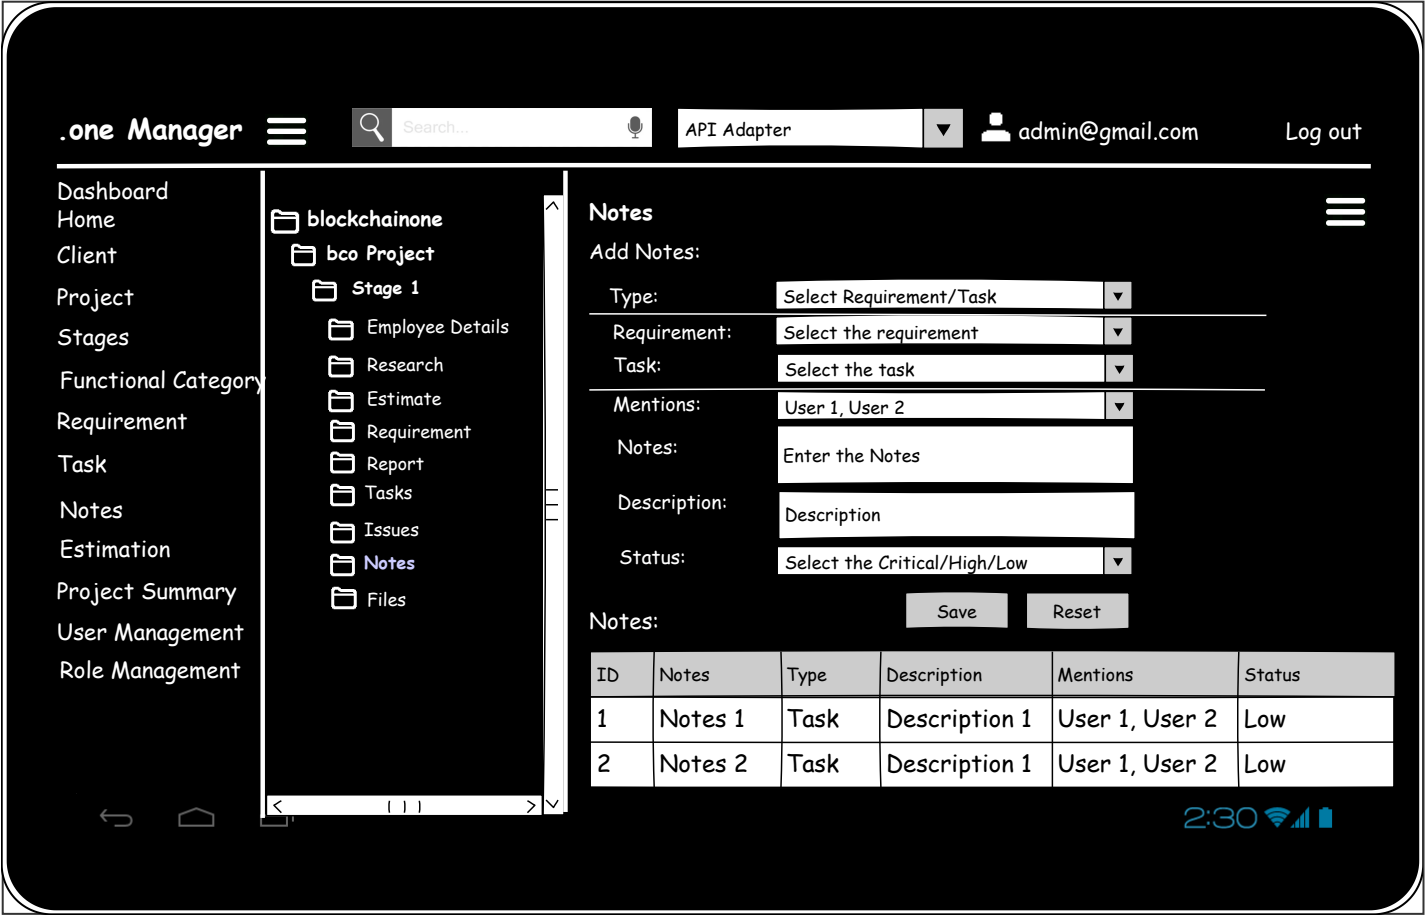 .one Manager
Search...
API Adapter
admin@gmail.com
Log out
Dashboard
Home
Client
Project
Stages
Functional Category
Requirement
Task
Notes
Estimation
Project Summary
User Management
Role Management
blockchainone
bco Project
Stage 1
Employee Details
Research
Estimate
Requirement
Report
Tasks
Issues
Notes
Files
Notes
Add Notes:
Type: Select Requirement/Task
Requirement: Select the requirement
Task: Select the task
Mentions: User 1, User 2
Notes: Enter the Notes
Description: Description
Status: Select the Critical/High/Low
Save Reset
Notes:
ID Notes Type Description Mentions Status
1 Notes 1 Task Description 1 User 1, User 2 Low
2 Notes 2 Task Description 1 User 1, User 2 Low
2:30